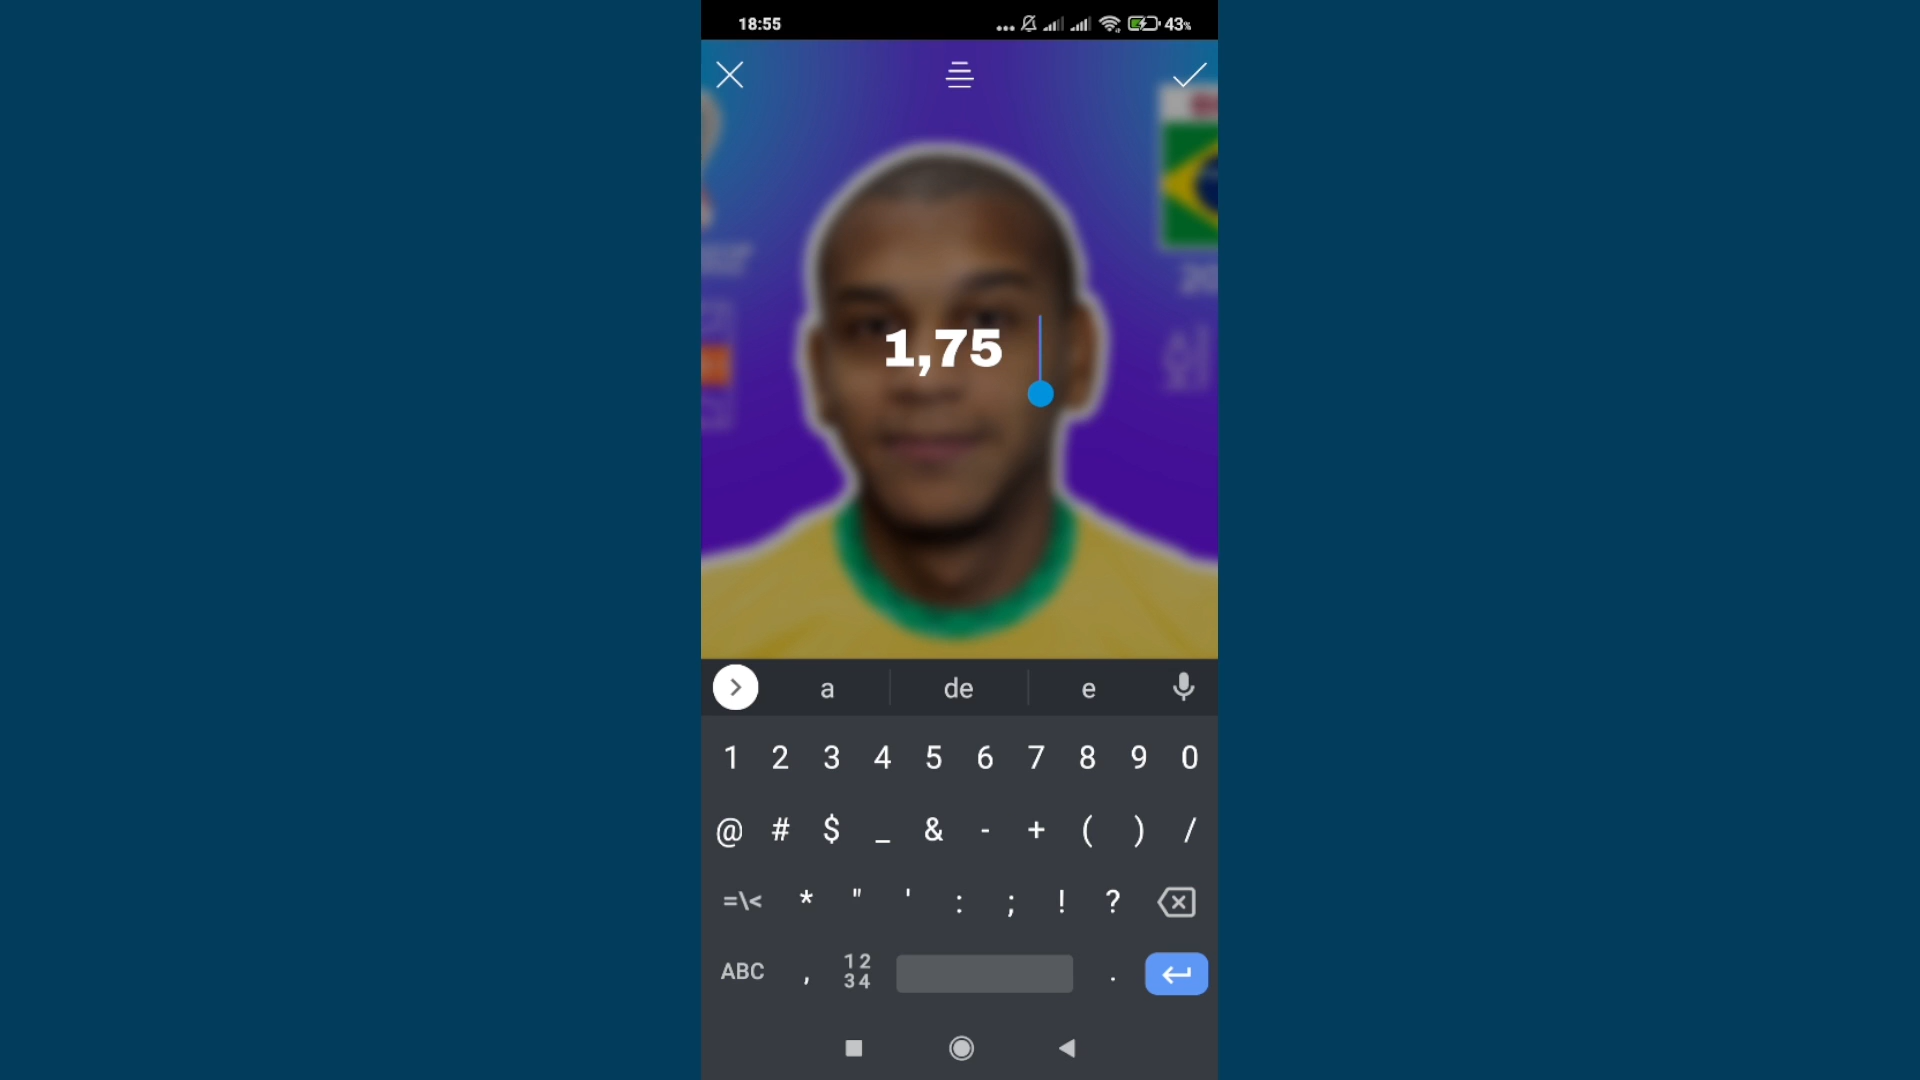 18:55
43%
1,75
a de e
1 2 3 4 5 6 7 8 9 0
@ # $ _ & - + ( ) /
=\< * " ' : ; ! ?
ABC , 12 34 .